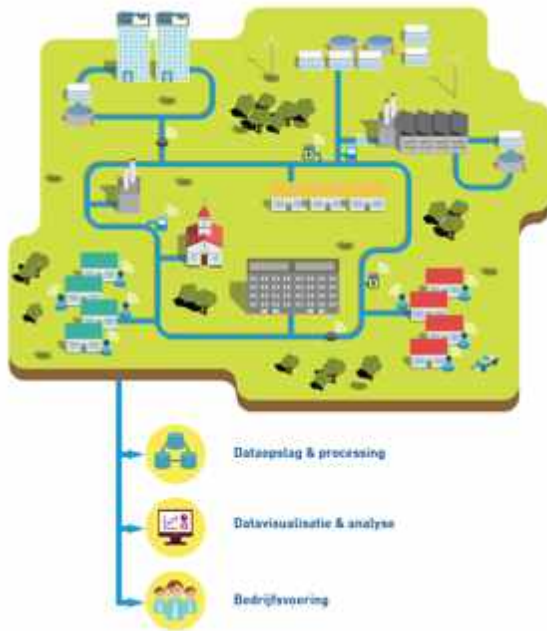 Dataopslag & processing
Datavisualisatie & analyse
Bedrijfsvoering